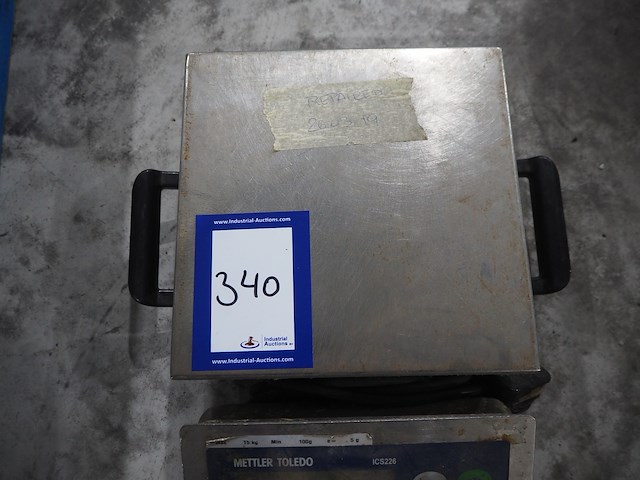 www.Industrial-Auctions.com
340
Industrial
Auctions BV
www.Industrial-Auctions.com
75 kg Min 100g e= 5 g
METTLER TOLEDO ICS226